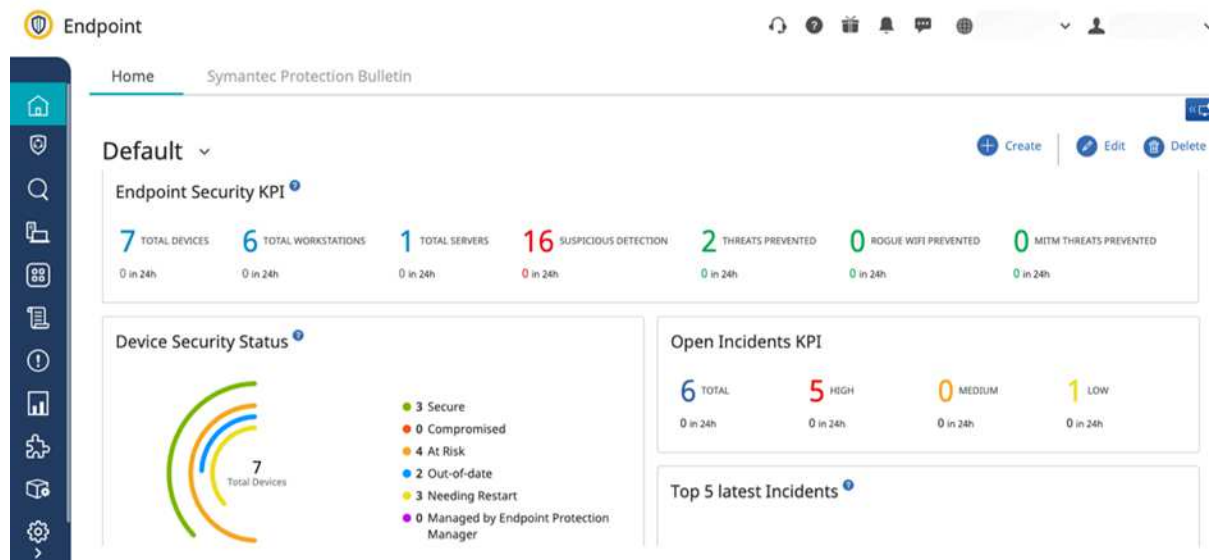 Endpoint
Home Symantec Protection Bulletin
Default
Create Edit Delete
Endpoint Security KPI
7 TOTAL DEVICES 6 TOTAL WORKSTATIONS 1 TOTAL SERVERS 16 SUSPICIOUS DETECTION 2 THREATS PREVENTED 0 ROGUE WIFI PREVENTED 0 MITM THREATS PREVENTED
0 in 24h 0 in 24h 0 in 24h 0 in 24h 0 in 24h 0 in 24h 0 in 24h
Device Security Status
7
Total Devices
3 Secure
0 Compromised
4 At Risk
2 Out-of-date
3 Needing Restart
0 Managed by Endpoint Protection
Manager
Open Incidents KPI
6 TOTAL 5 HIGH 0 MEDIUM 1 LOW
0 in 24h 0 in 24h 0 in 24h 0 in 24h
Top 5 latest Incidents